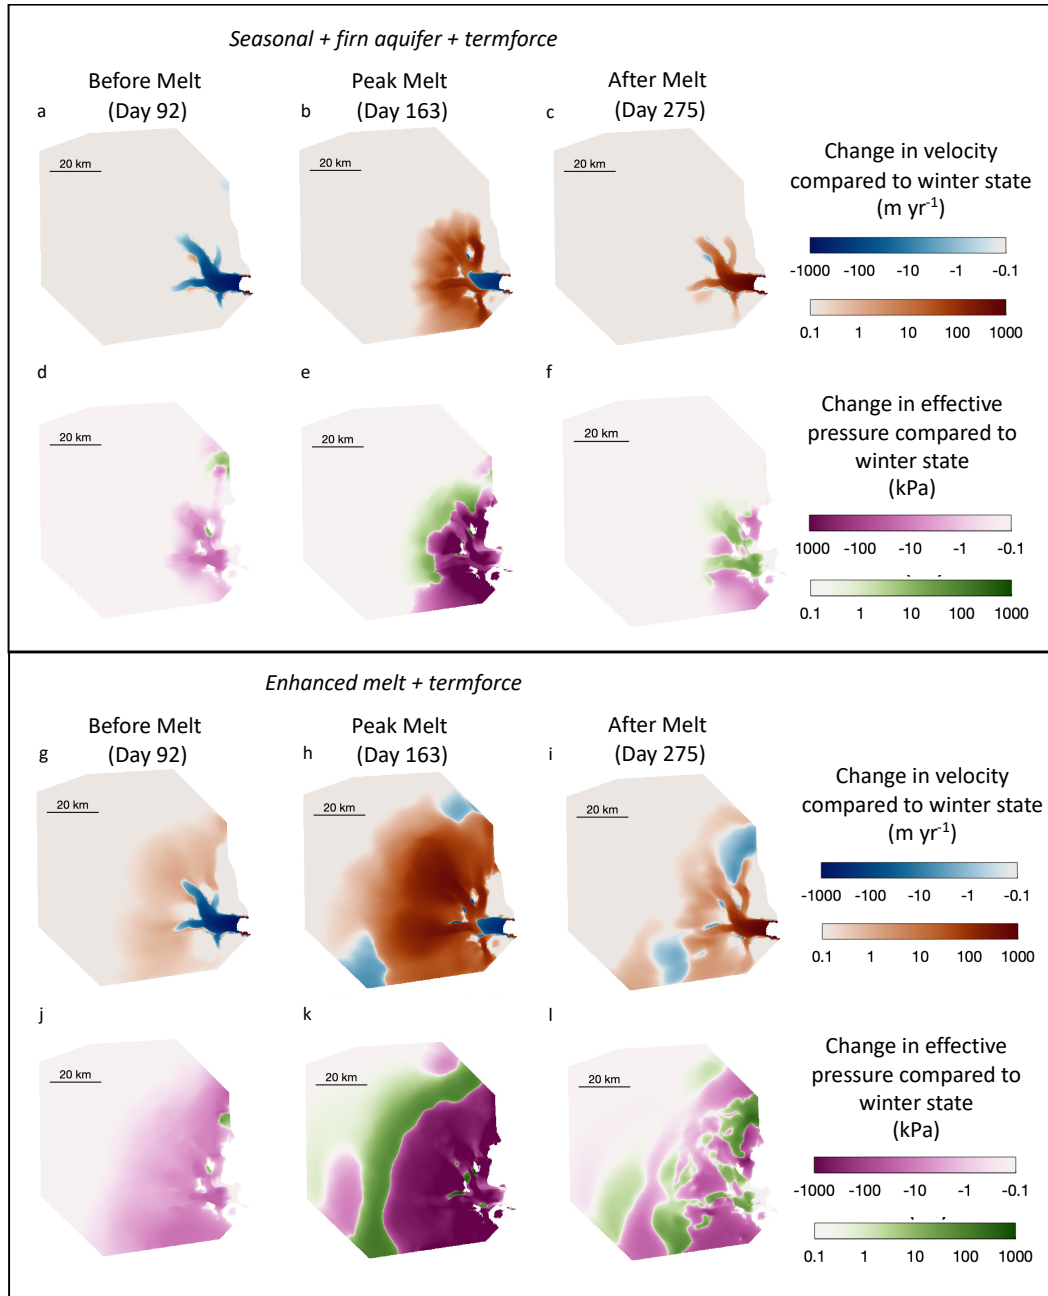 Seasonal + firn aquifer + termforce
Before Melt
(Day 92)
Peak Melt
(Day 163)
After Melt
(Day 275)
a
b
c
20 km
20 km
20 km
Change in velocity
compared to winter state
(m yr-1)
-1000 -100 -10 -1 -0.1
0.1 1 10 100 1000
d
e
f
20 km
20 km
20 km
Change in effective
pressure compared to
winter state
(kPa)
1000 -100 -10 -1 -0.1
0.1 1 10 100 1000
Enhanced melt + termforce
Before Melt
(Day 92)
Peak Melt
(Day 163)
After Melt
(Day 275)
g
h
i
20 km
20 km
20 km
Change in velocity
compared to winter state
(m yr-1)
-1000 -100 -10 -1 -0.1
0.1 1 10 100 1000
j
k
l
20 km
20 km
20 km
Change in effective
pressure compared to
winter state
(kPa)
-1000 -100 -10 -1 -0.1
0.1 1 10 100 1000